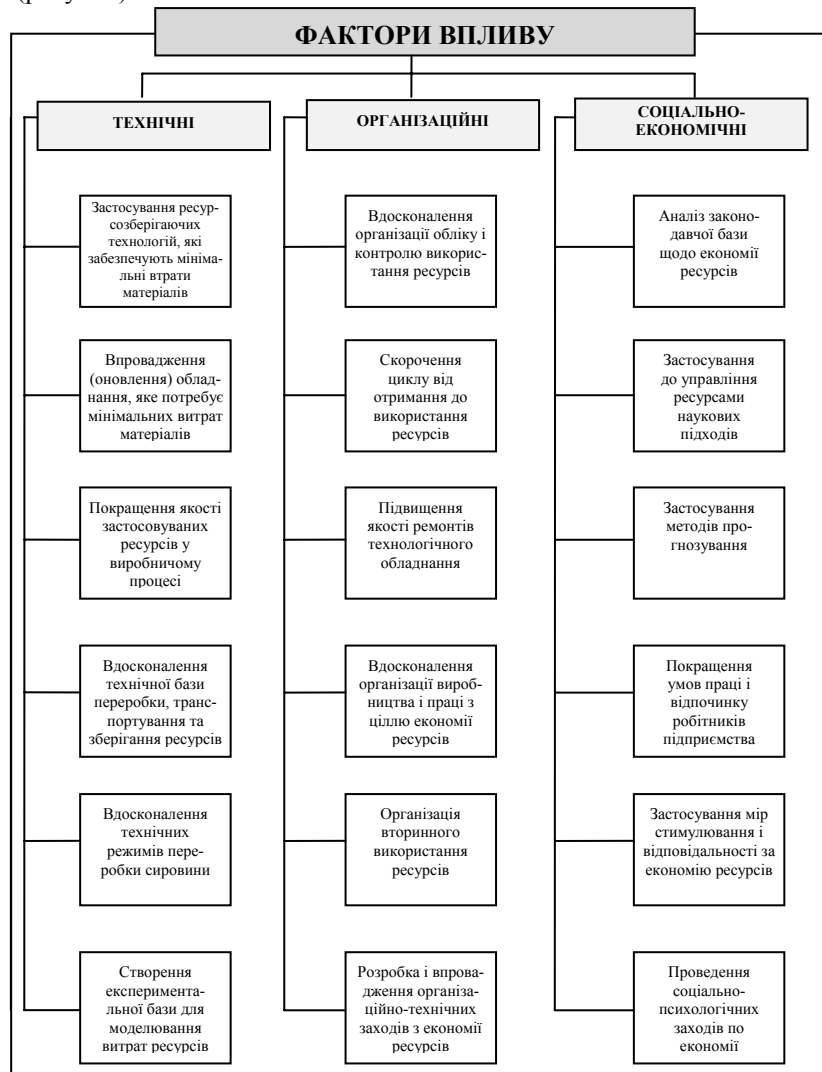 ФАКТОРИ ВПЛИВУ
ТЕХНІЧНІ
Застосування ресур-
созберігаючих
технологій, які
забезпечують мініма-
льні втрати
матеріалів
Впровадження
(оновлення) облад-
нання, яке потребує
мінімальних витрат
матеріалів
Покращення якості
застосовуваних
ресурсів у
виробничому
процесі
Вдосконалення
технічної бази
переробки, транс-
портування та
зберігання ресурсів
Вдосконалення
технічних
режимів пере-
робки сировини
Створення
експеримента-
льної бази для
моделювання
витрат ресурсів
ОРГАНІЗАЦІЙНІ
Вдосконалення
організації обліку і
контролю викорис-
тання ресурсів
Скорочення
циклу від
отримання до
використання
ресурсів
Підвищення
якості ремонтів
технологічного
обладнання
Вдосконалення
організації вироб-
ництва і праці з
ціллю економії
ресурсів
Організація
вторинного
використання
ресурсів
Розробка і впрова-
дження організа-
ційно-технічних
заходів з економії
ресурсів
СОЦІАЛЬНО-
ЕКОНОМІЧНІ
Аналіз законо-
давчої бази
щодо економії
ресурсів
Застосування
до управління
ресурсами
наукових
підходів
Застосування
методів про-
гнозування
Покращення
умов праці і
відпочинку
робітників
підприємства
Застосування мір
стимулювання і
відповідальності за
економію ресурсів
Проведення
соціально-
психологічних
заходів по
економії